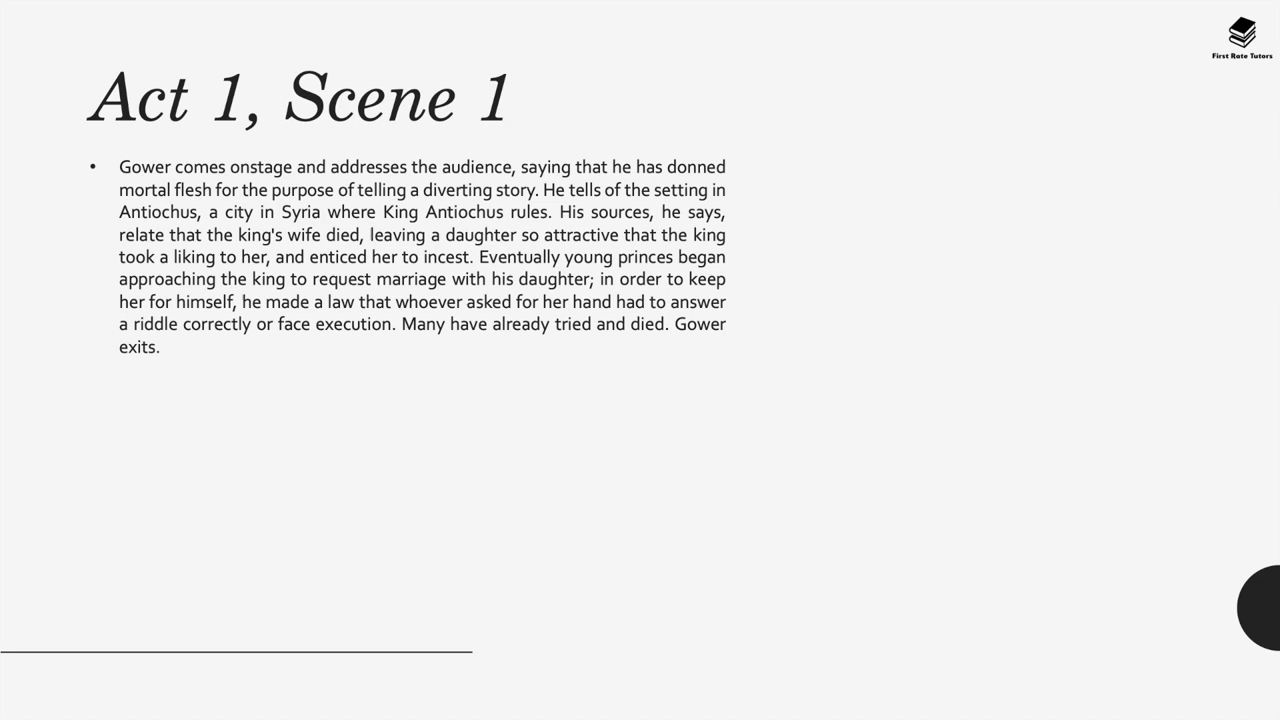 First Rate Tutors
Act 1, Scene 1
• Gower comes onstage and addresses the audience, saying that he has donned
mortal flesh for the purpose of telling a diverting story. He tells of the setting in
Antiochus, a city in Syria where King Antiochus rules. His sources, he says,
relate that the king's wife died, leaving a daughter so attractive that the king
took a liking to her, and enticed her to incest. Eventually young princes began
approaching the king to request marriage with his daughter; in order to keep
her for himself, he made a law that whoever asked for her hand had to answer
a riddle correctly or face execution. Many have already tried and died. Gower
exits.